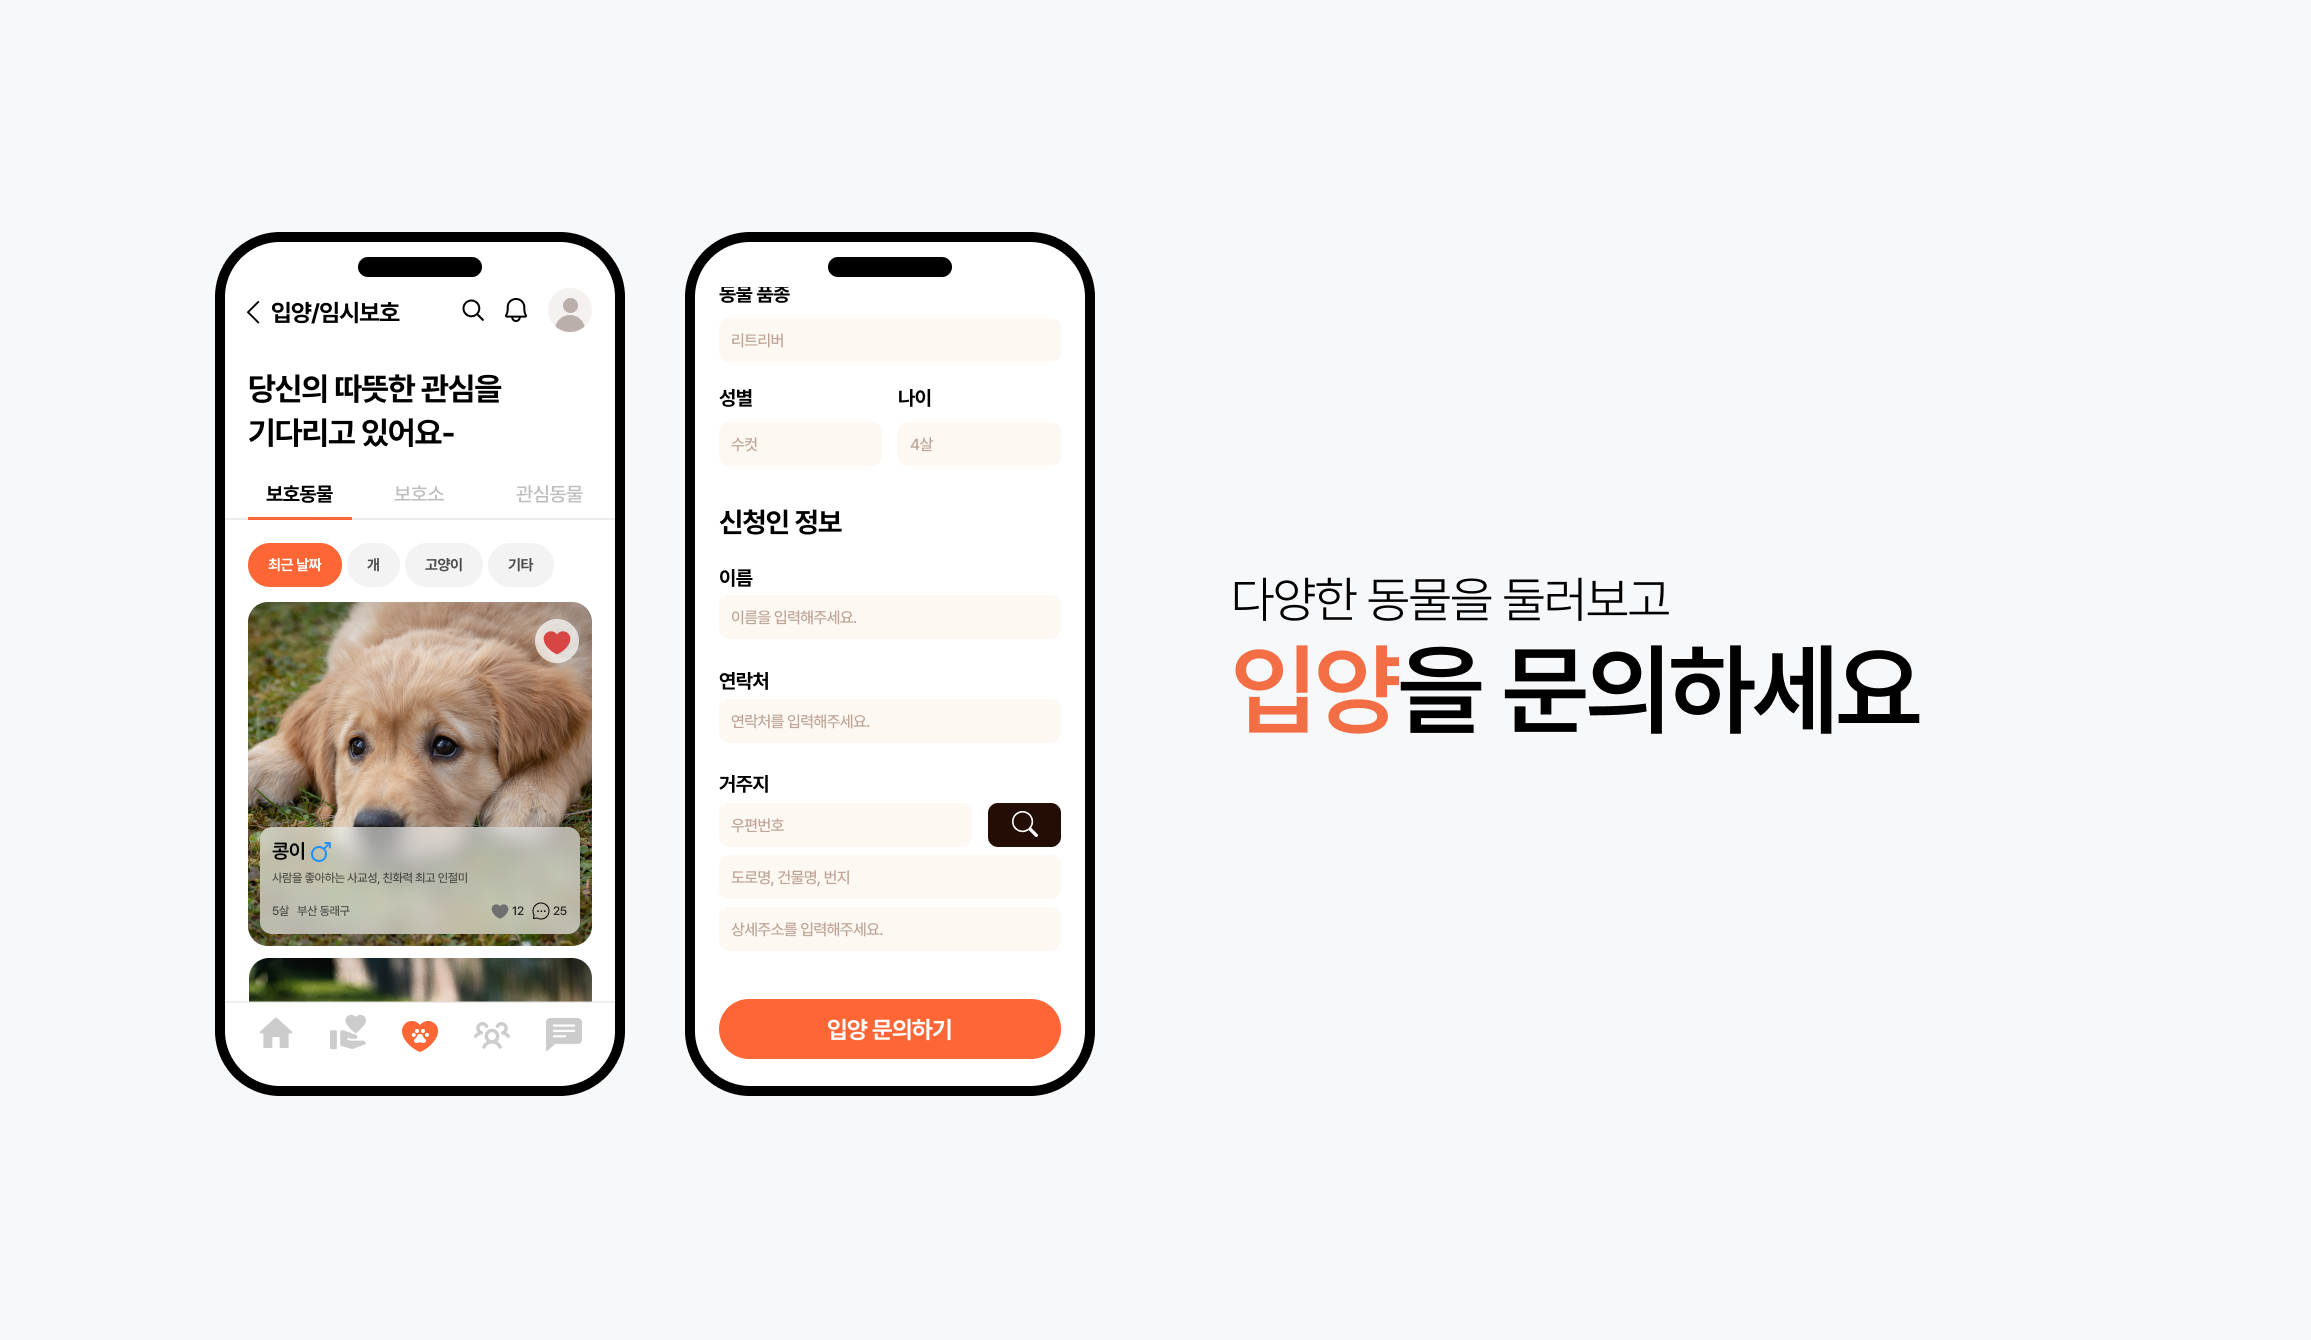 입양/임시보호
당신의 따뜻한 관심을
기다리고 있어요-
보호동물 보호소 관심동물
최근 날짜 개 고양이 기타
콩이
사람을 좋아하는 사교성, 친화력 최고 인절미
5살 부산 동래구 12 25
동물 품종
리트리버
성별 나이
수컷 4살
신청인 정보
이름
이름을 입력해주세요.
연락처
연락처를 입력해주세요.
거주지
우편번호
도로명, 건물명, 번지
상세주소를 입력해주세요.
입양 문의하기
다양한 동물을 둘러보고
입양을 문의하세요